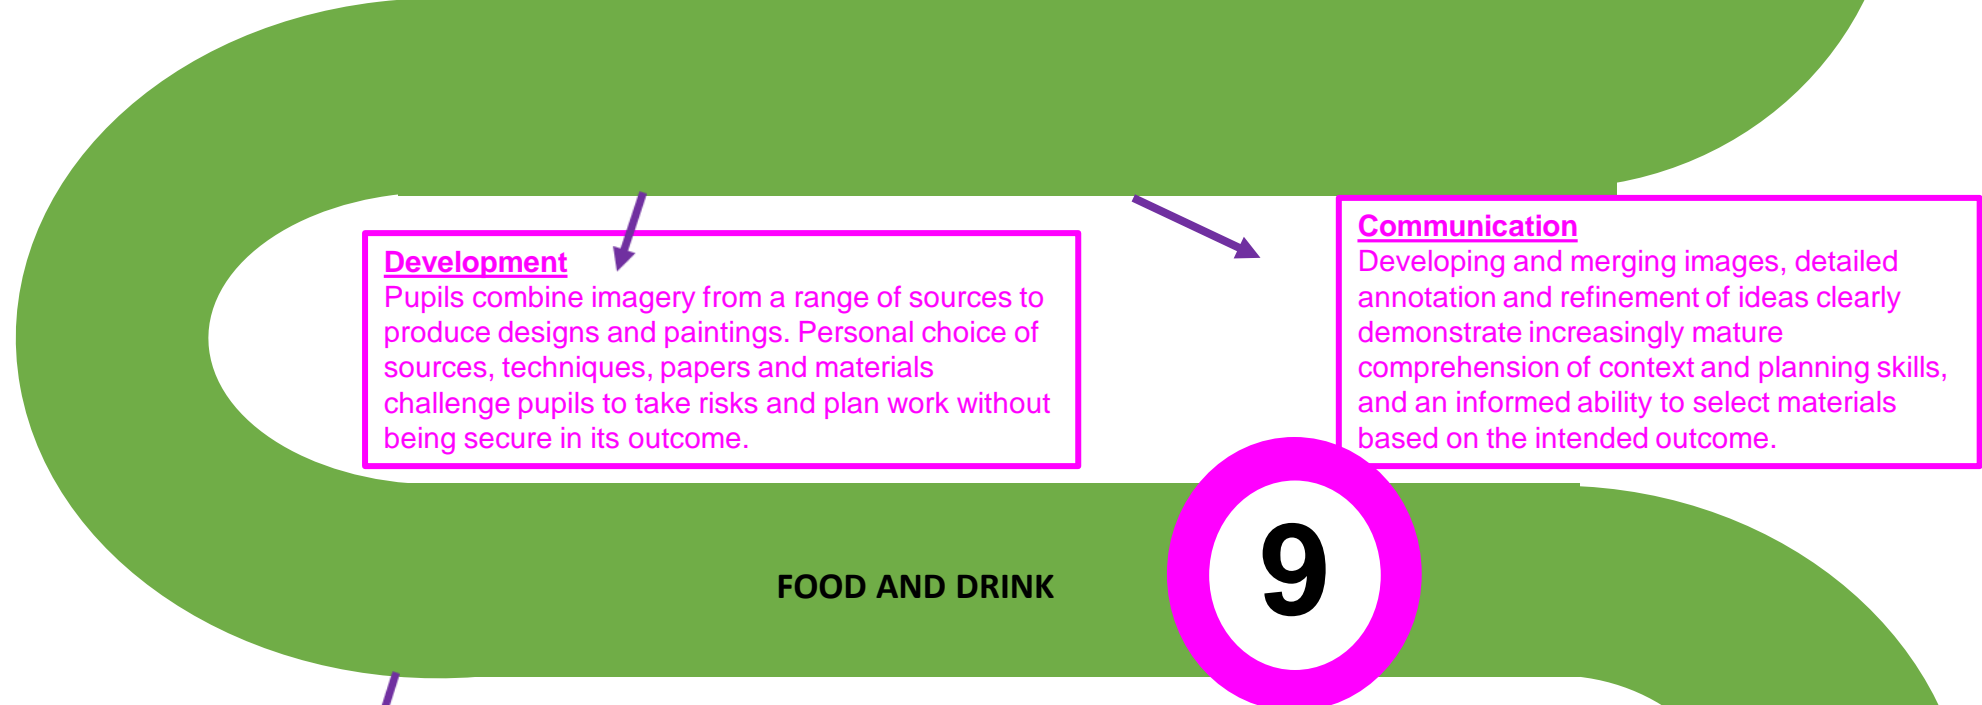 Development
Pupils combine imagery from a range of sources to
produce designs and paintings. Personal choice of
sources, techniques, papers and materials
challenge pupils to take risks and plan work without
being secure in its outcome.
Communication
Developing and merging images, detailed
annotation and refinement of ideas clearly
demonstrate increasingly mature
comprehension of context and planning skills,
and an informed ability to select materials
based on the intended outcome.
FOOD AND DRINK
9